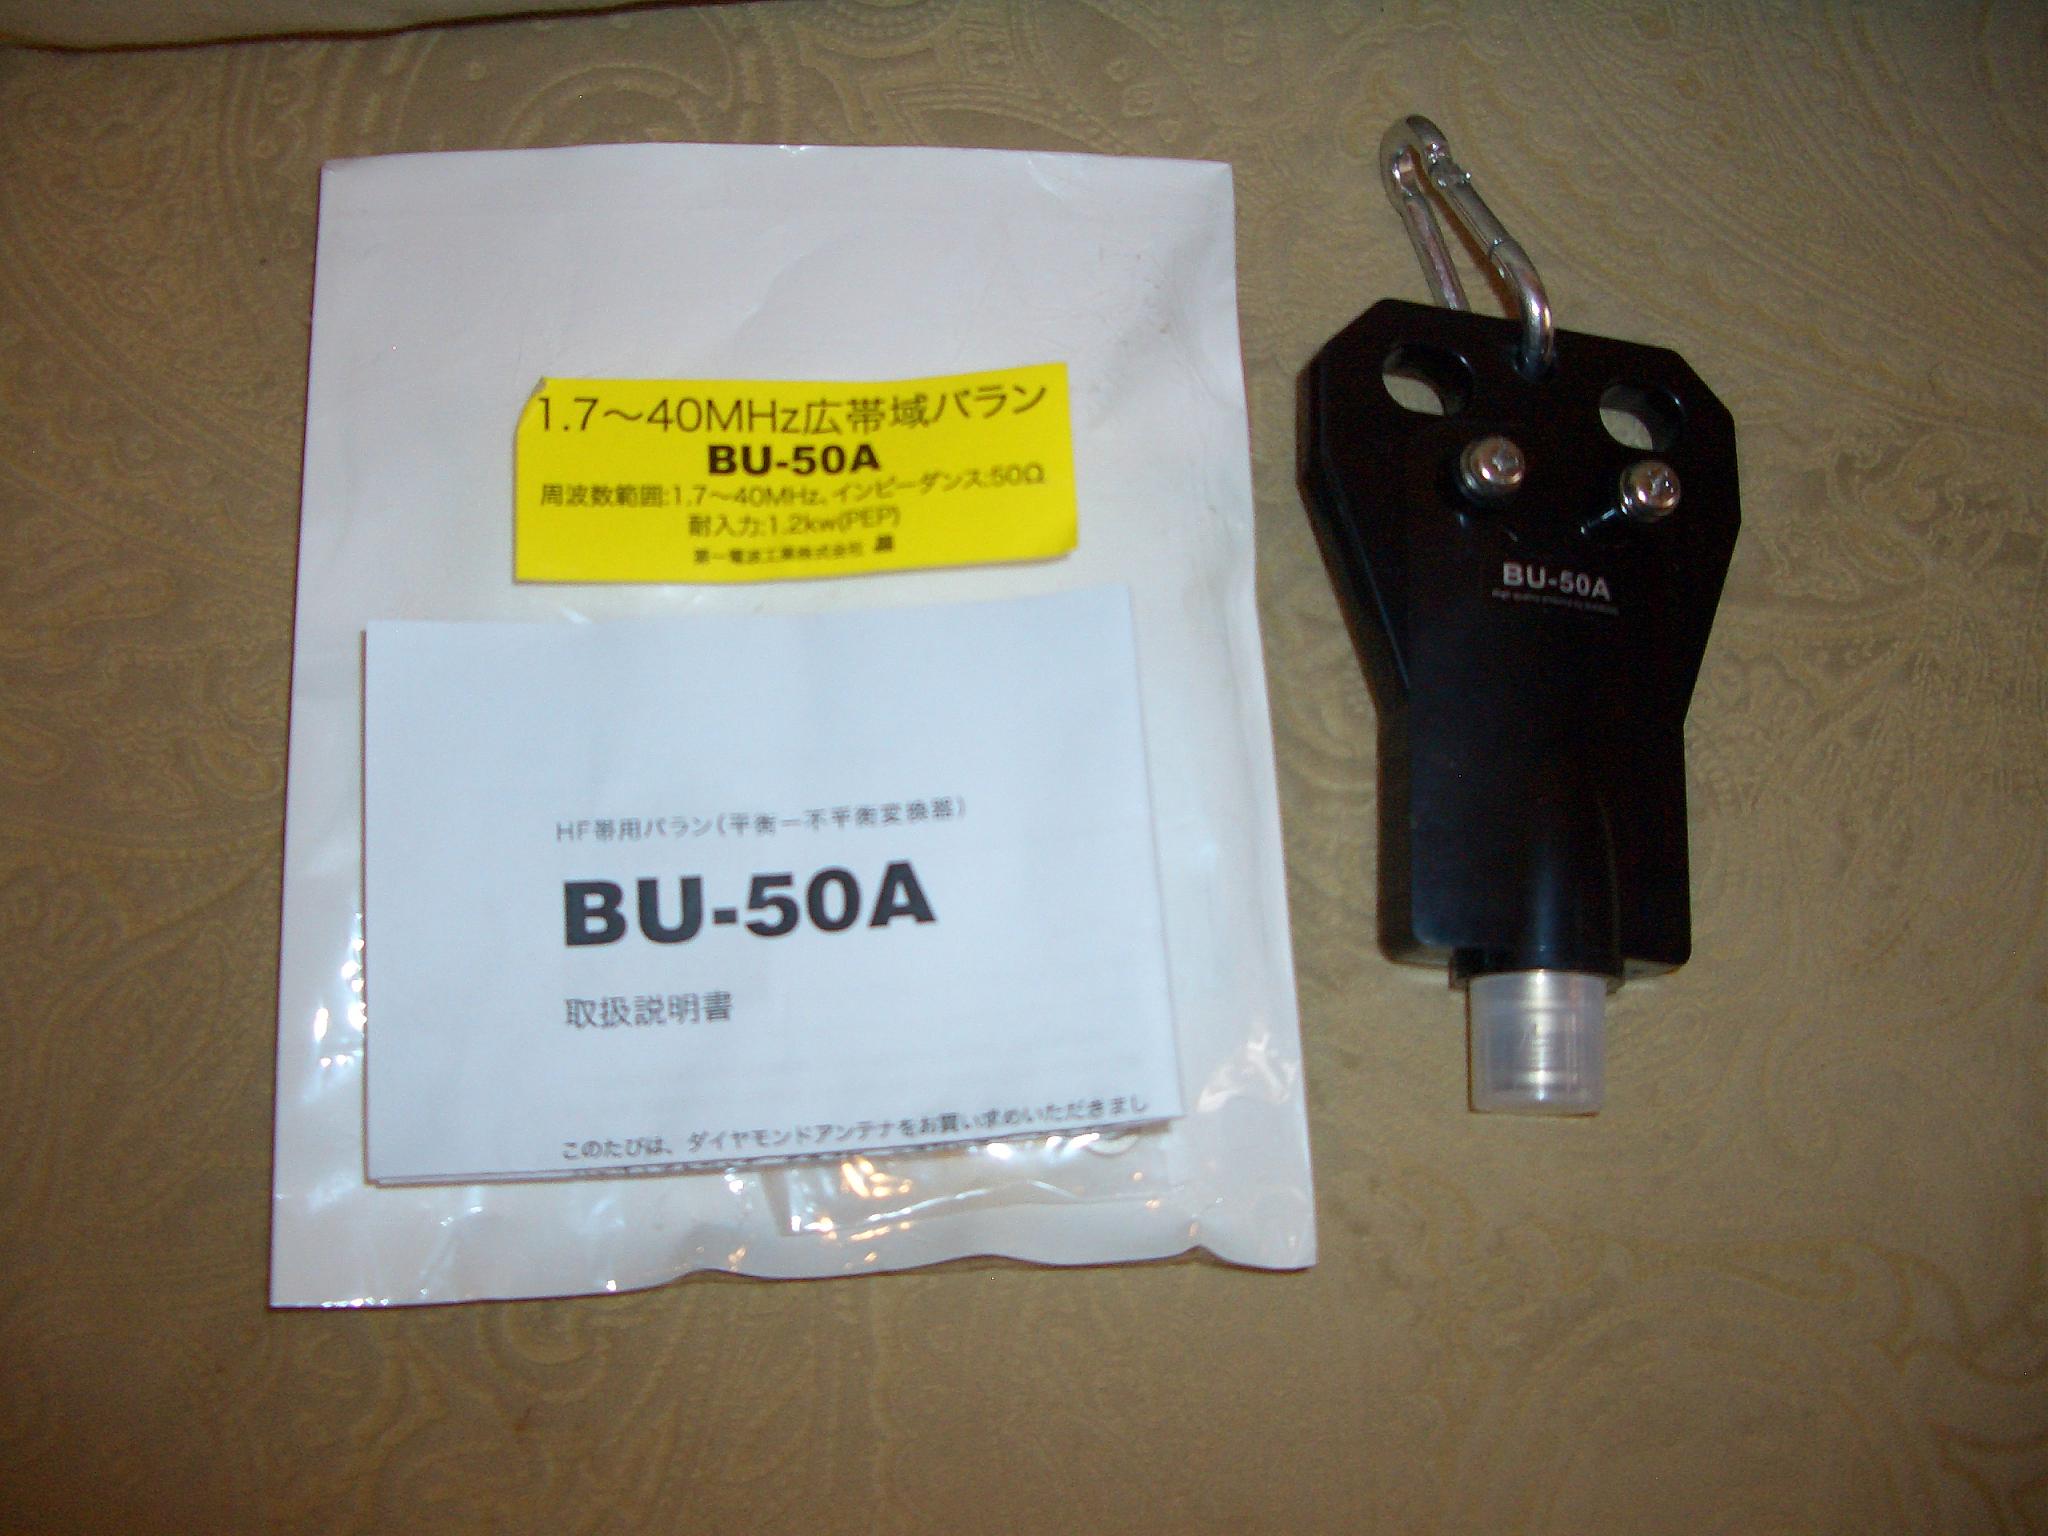 1.7〜40MHz広帯域バラン
BU-50A
周波数範囲:1.7〜40MHz、インピーダンス:50Ω
耐入力:1.2kw(PEP)
第一電波工業株式会社
HF帯用バラン(平衡ー不平衡変換器)
BU-50A
取扱説明書
このたびは、ダイヤモンドアンテナをお買い求めいただきまし
BU-50A